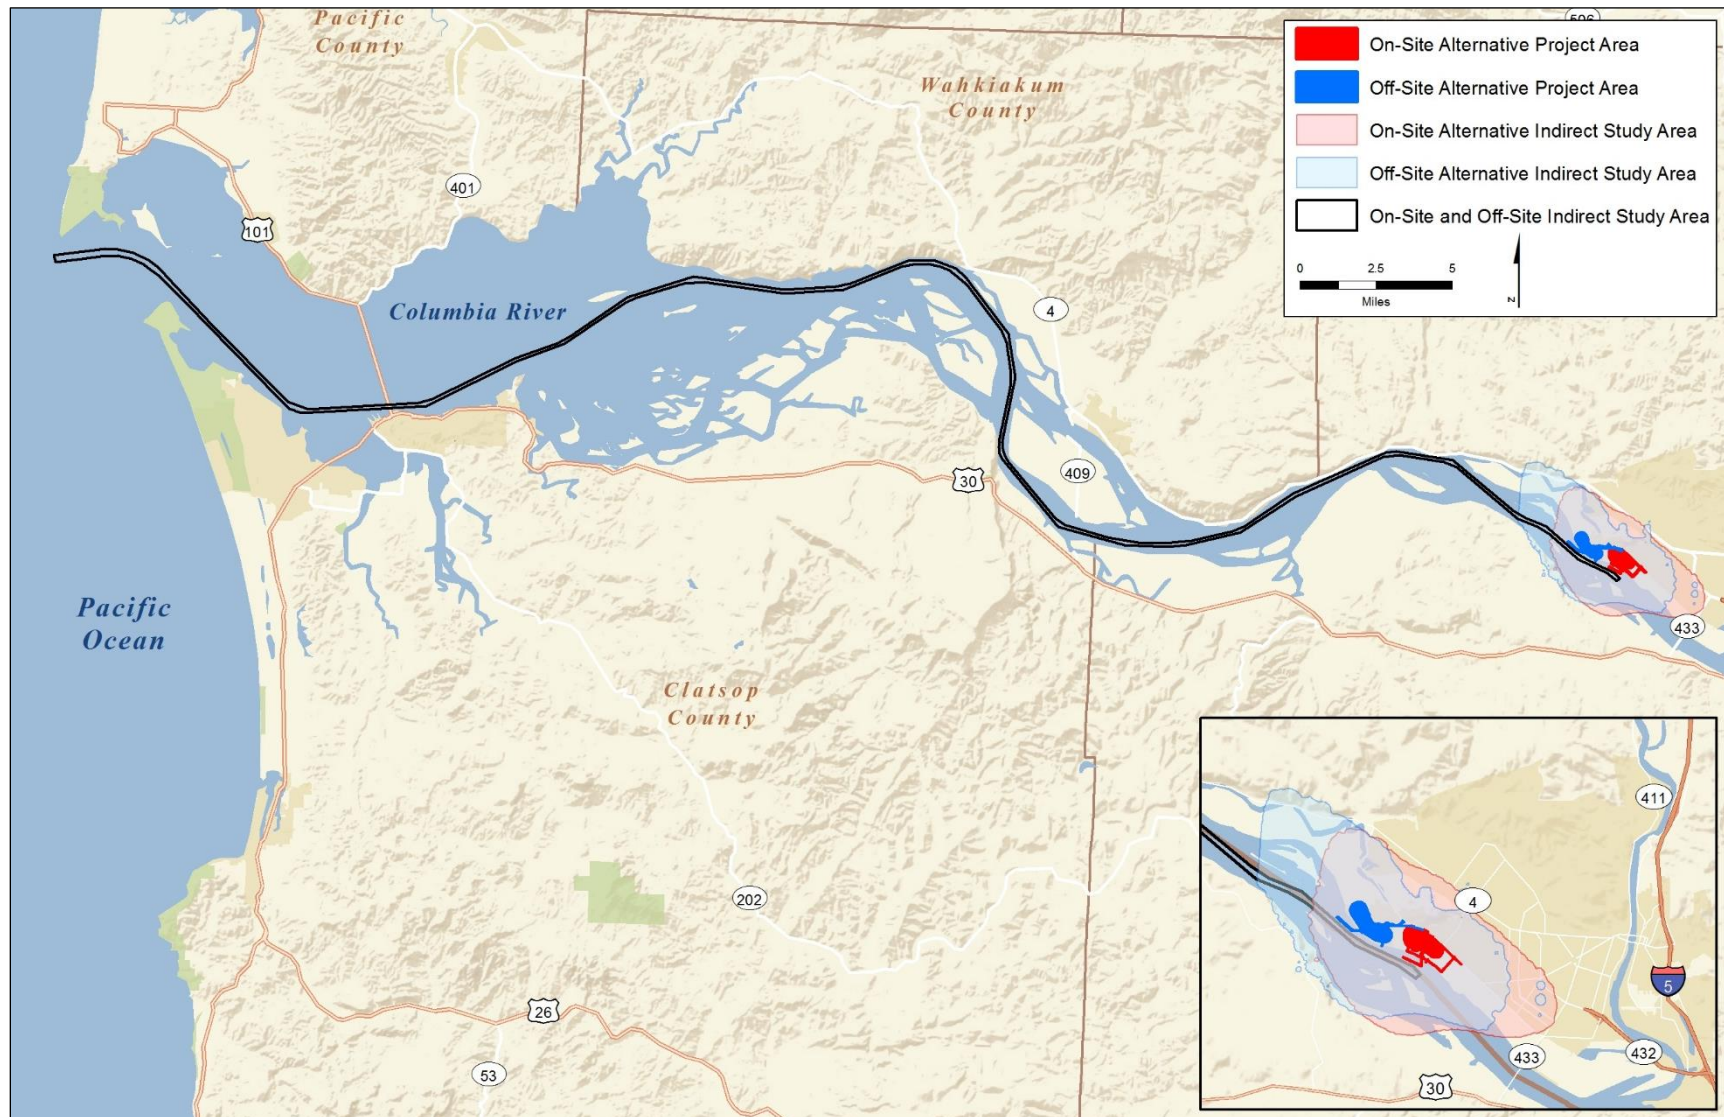 Pacific
County
506
On-Site Alternative Project Area
Off-Site Alternative Project Area
On-Site Alternative Indirect Study Area
Off-Site Alternative Indirect Study Area
On-Site and Off-Site Indirect Study Area
0 2.5 5
Miles
N
Wahkiakum
County
401
101
Columbia River
4
409
30
433
Pacific
Ocean
Clatsop
County
202
26
53
411
4
5
433
432
30